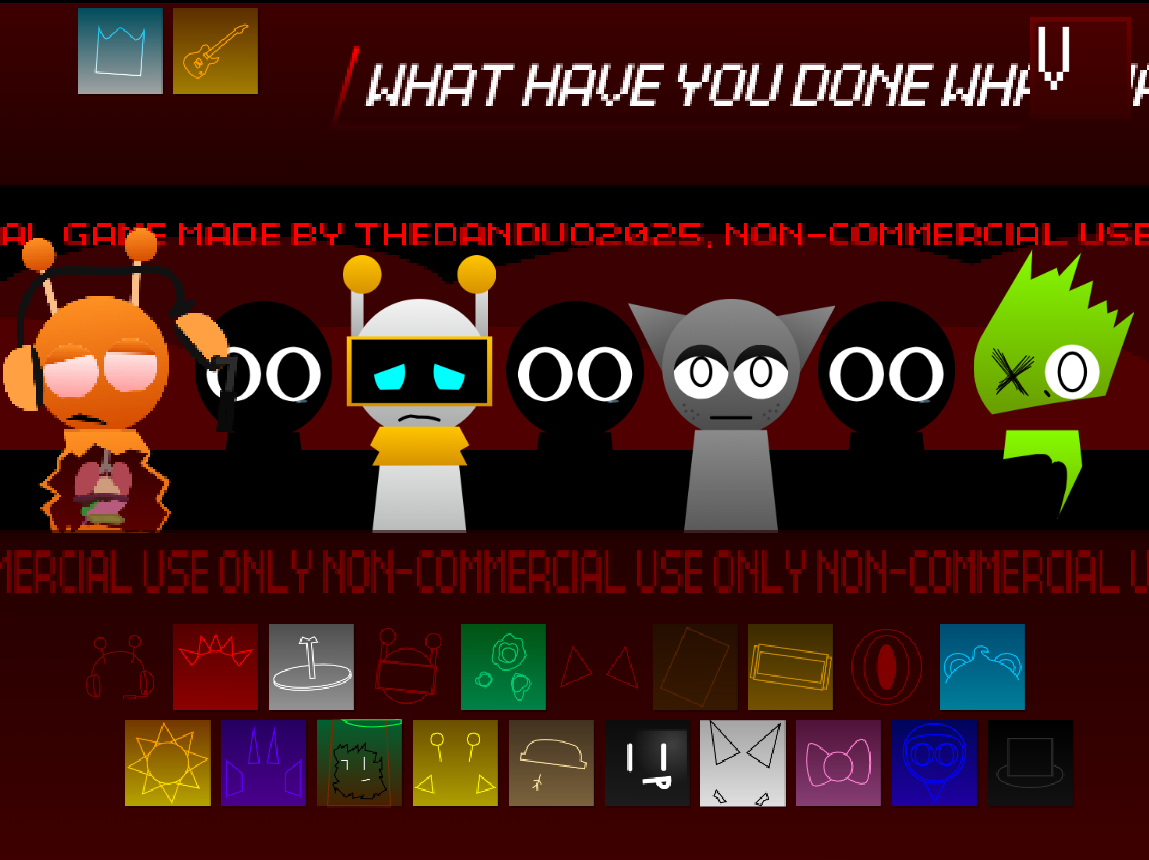 WHAT HAVE YOU DONE WHA
V
AL GAME MADE BY THEDANDUO2025. NON-COMMERCIAL USE
MERCIAL USE ONLY NON-COMMERCIAL USE ONLY NON-COMMERCIAL U